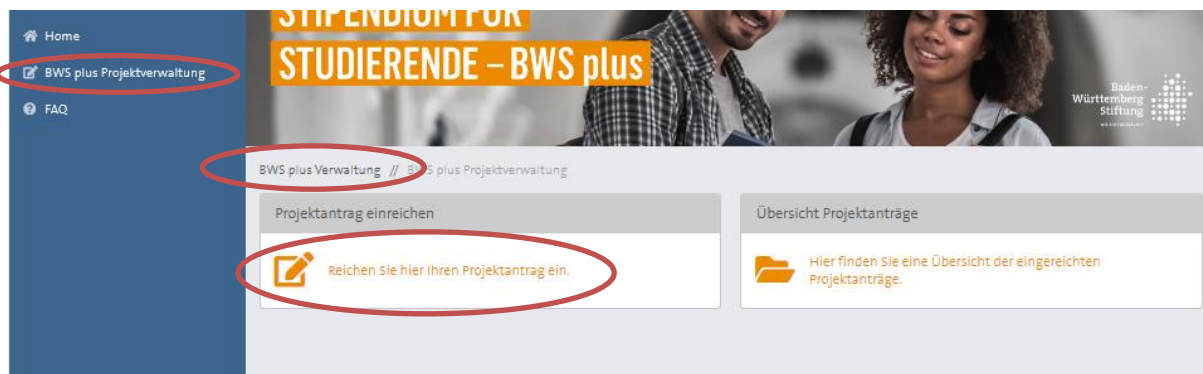 Home
BWS plus Projektverwaltung
FAQ
STIPENDIUM FÜR
STUDIERENDE – BWS plus
Baden-
Württemberg
Stiftung
BWS plus Verwaltung // BWS plus Projektverwaltung
Projektantrag einreichen
Reichen Sie hier Ihren Projektantrag ein.
Übersicht Projektanträge
Hier finden Sie eine Übersicht der eingereichten
Projektanträge.